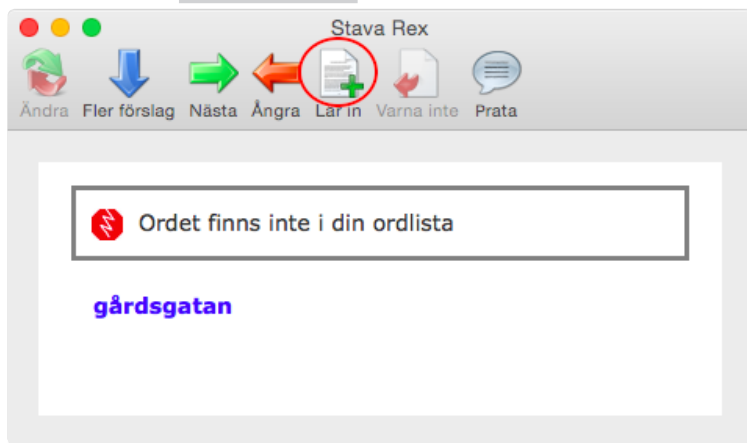 Stava Rex
Ändra Fler förslag Nästa Ångra Lär in Varna inte Prata
Ordet finns inte i din ordlista
gårdsgatan